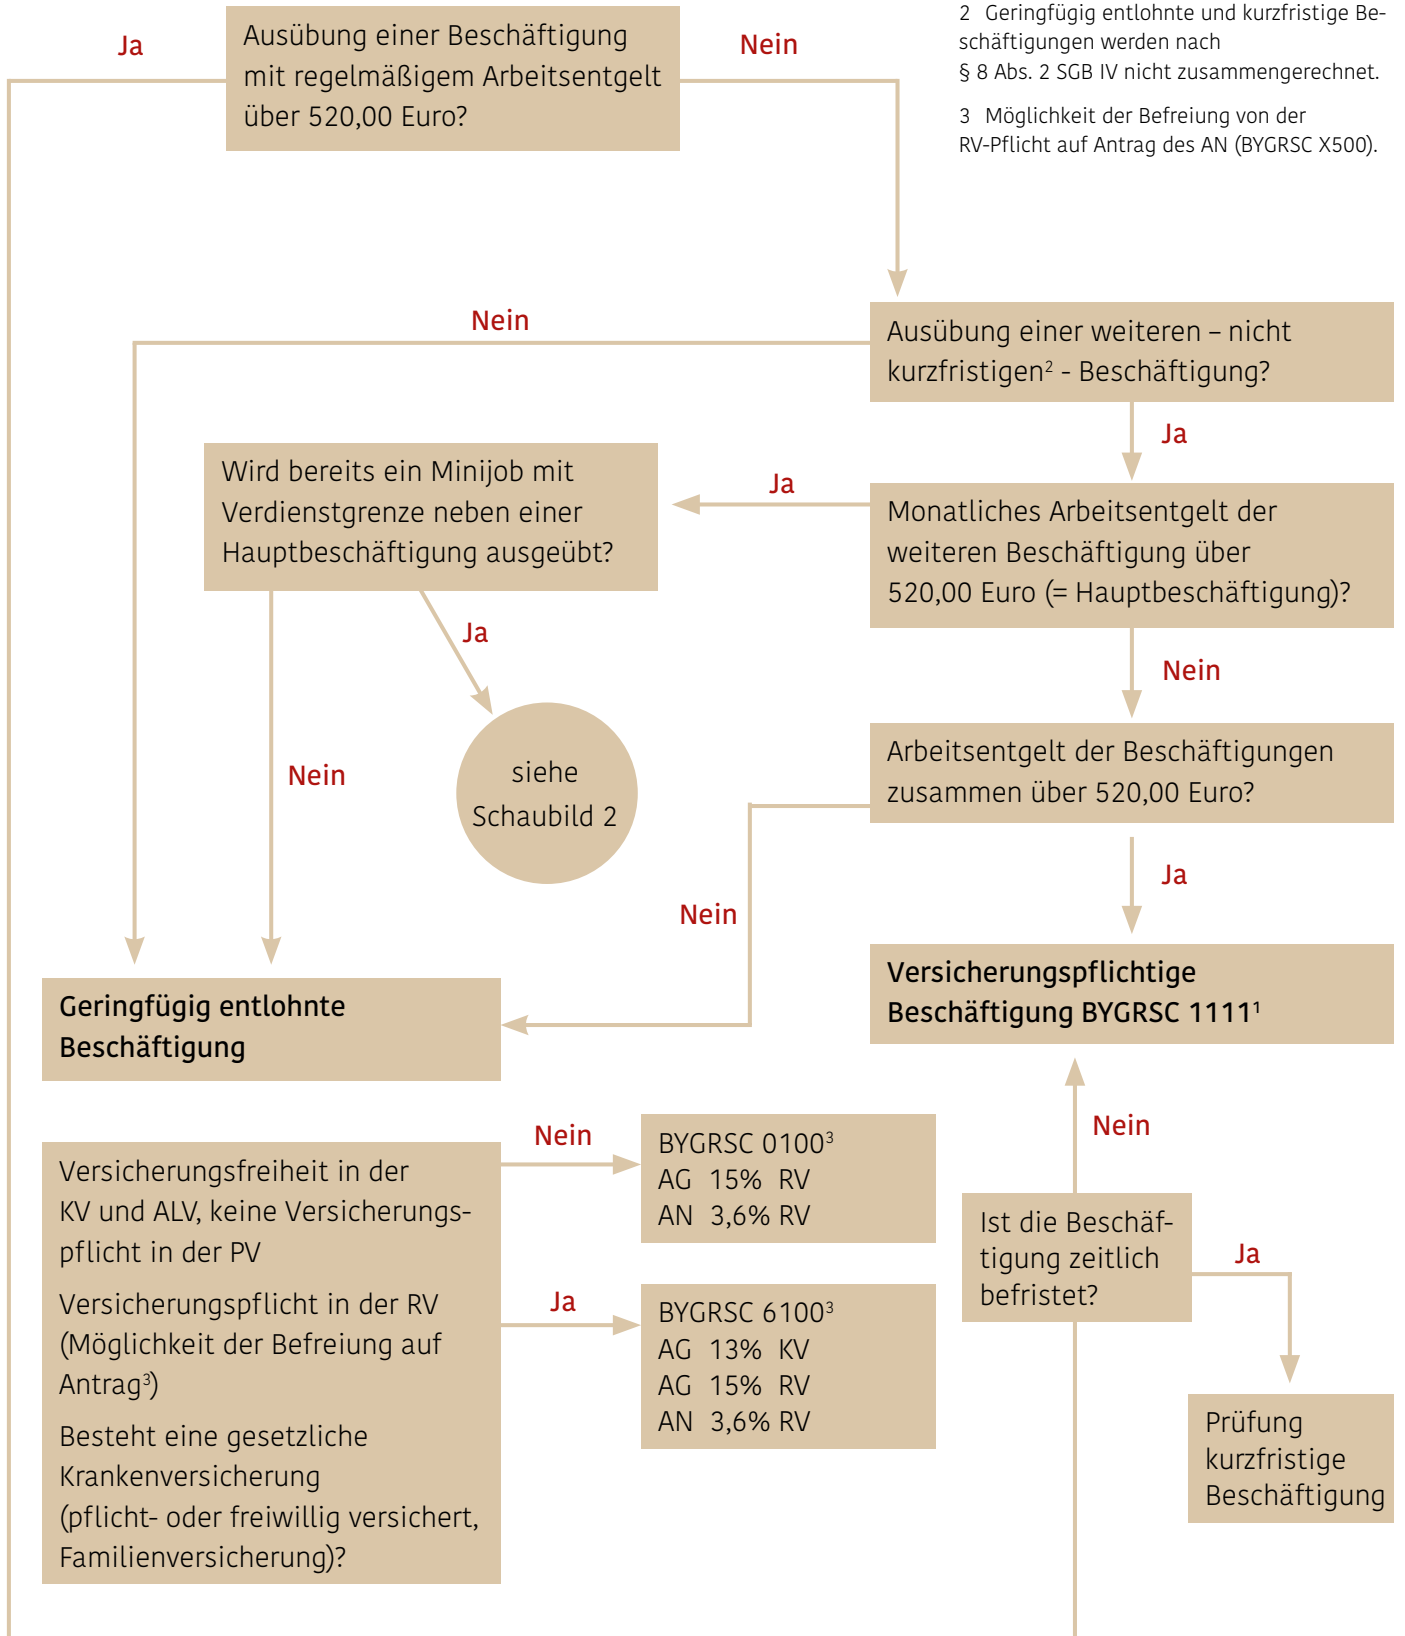 Ja
Ausübung einer Beschäftigung
mit regelmäßigem Arbeitsentgelt
über 520,00 Euro?
Nein
2 Geringfügig entlohnte und kurzfristige Be-
schäftigungen werden nach
§ 8 Abs. 2 SGB IV nicht zusammengerechnet.
3 Möglichkeit der Befreiung von der
RV-Pflicht auf Antrag des AN (BYGRSC X500).
Nein
Ausübung einer weiteren – nicht
kurzfristigen² - Beschäftigung?
Ja
Wird bereits ein Minijob mit
Verdienstgrenze neben einer
Hauptbeschäftigung ausgeübt?
Ja
Monatliches Arbeitsentgelt der
weiteren Beschäftigung über
520,00 Euro (= Hauptbeschäftigung)?
Ja
Nein
siehe
Schaubild 2
Nein
Arbeitsentgelt der Beschäftigungen
zusammen über 520,00 Euro?
Nein
Ja
Geringfügig entlohnte
Beschäftigung
Versicherungspflichtige
Beschäftigung BYGRSC 1111¹
Versicherungsfreiheit in der
KV und ALV, keine Versicherungs-
pflicht in der PV
Versicherungspflicht in der RV
(Möglichkeit der Befreiung auf
Antrag³)
Besteht eine gesetzliche
Krankenversicherung
(pflicht- oder freiwillig versichert,
Familienversicherung)?
Nein
BYGRSC 0100³
AG 15% RV
AN 3,6% RV
Ja
BYGRSC 6100³
AG 13% KV
AG 15% RV
AN 3,6% RV
Nein
Ist die Beschäf-
tigung zeitlich
befristet?
Ja
Prüfung
kurzfristige
Beschäftigung